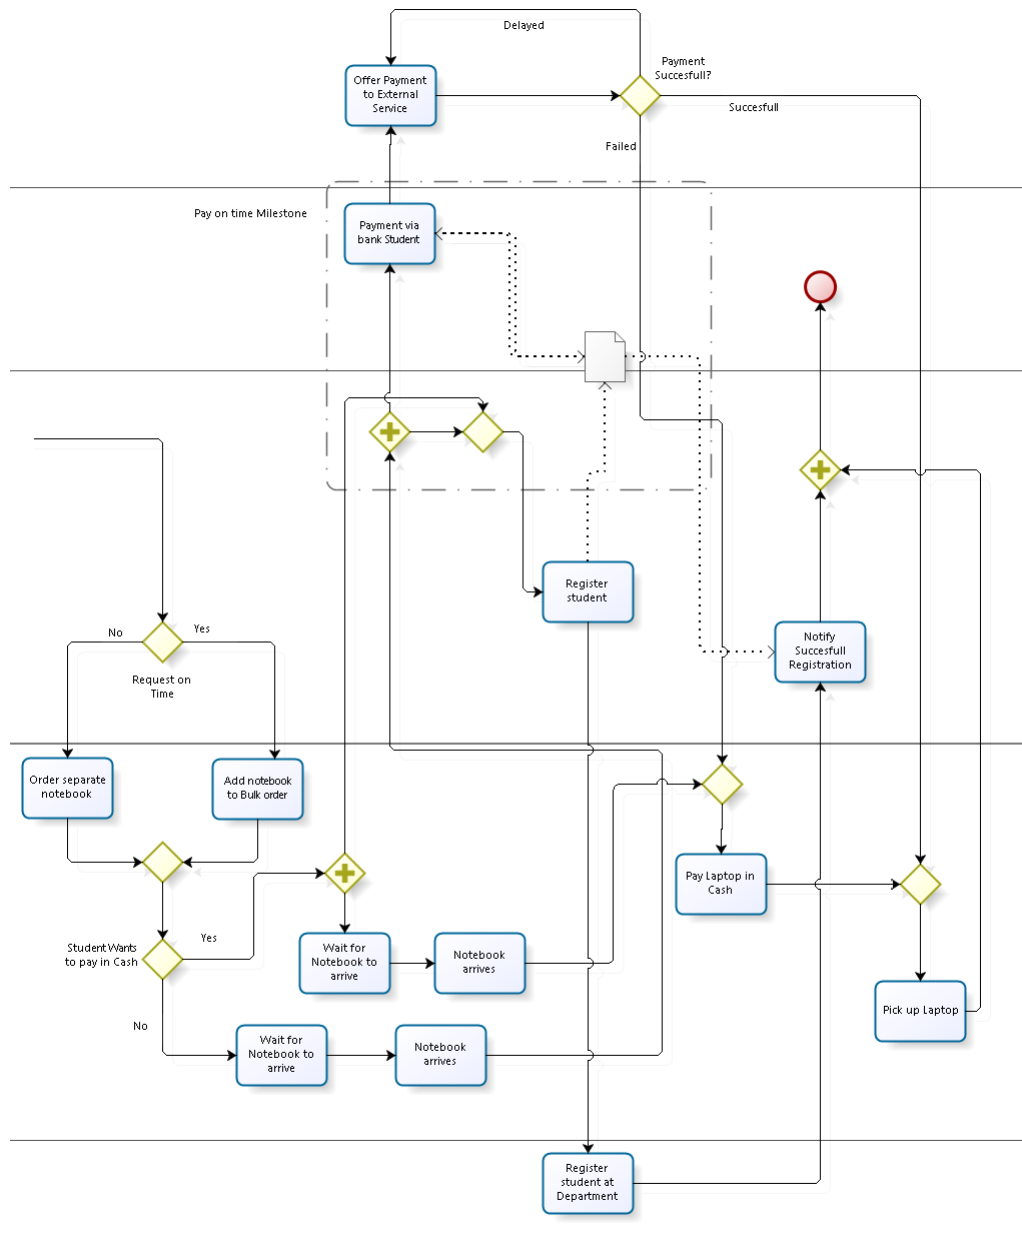 Delayed
Payment
Succesfull?
Offer Payment
to External
Service
Succesfull
Failed
Pay on time Milestone
Payment via
bank Student
Register
student
No
Yes
Request on
Time
Notify
Succesfull
Registration
Order separate
notebook
Add notebook
to Bulk order
Pay Laptop in
Cash
Student Wants
to pay in Cash
Yes
Wait for
Notebook to
arrive
Notebook
arrives
Pick up Laptop
No
Wait for
Notebook to
arrive
Notebook
arrives
Register
student at
Department